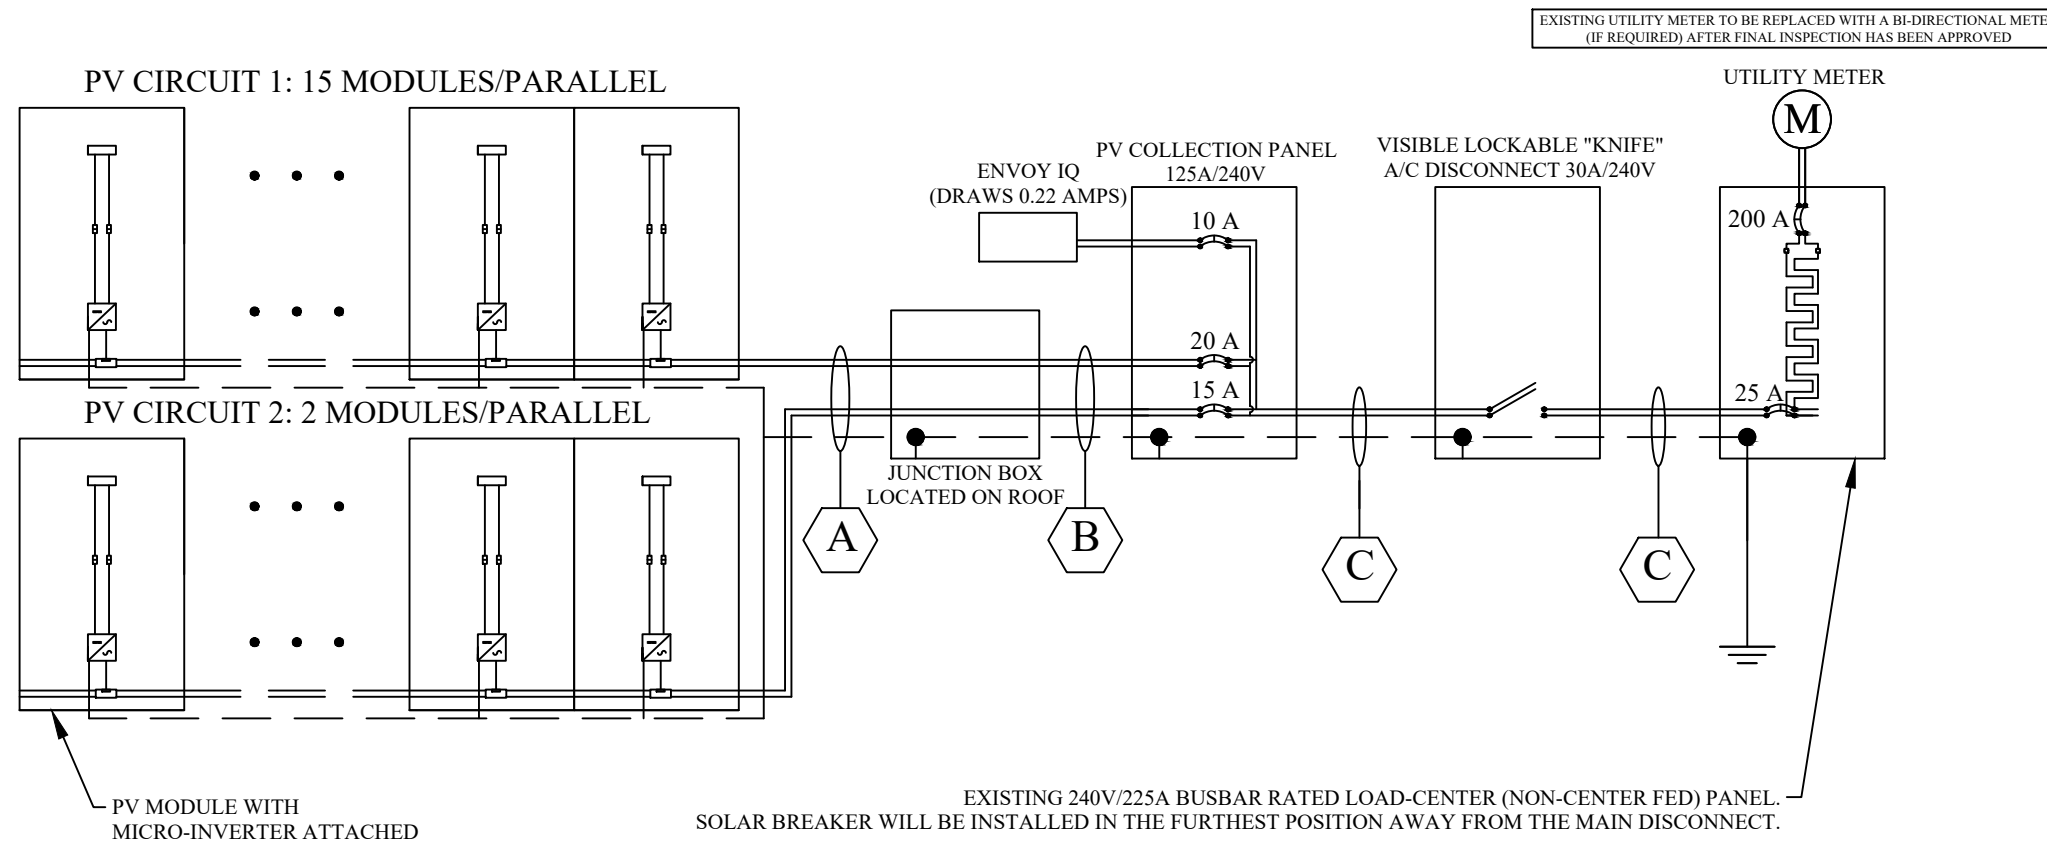 EXISTING UTILITY METER TO BE REPLACED WITH A BI-DIRECTIONAL METE
(IF REQUIRED) AFTER FINAL INSPECTION HAS BEEN APPROVED
PV CIRCUIT 1: 15 MODULES/PARALLEL
UTILITY METER
M
ENVOY IQ
(DRAWS 0.22 AMPS)
PV COLLECTION PANEL
125A/240V
VISIBLE LOCKABLE "KNIFE"
A/C DISCONNECT 30A/240V
10 A
200 A
20 A
15 A
25 A
PV CIRCUIT 2: 2 MODULES/PARALLEL
JUNCTION BOX
LOCATED ON ROOF
A
B
C
C
PV MODULE WITH
MICRO-INVERTER ATTACHED
EXISTING 240V/225A BUSBAR RATED LOAD-CENTER (NON-CENTER FED) PANEL.
SOLAR BREAKER WILL BE INSTALLED IN THE FURTHEST POSITION AWAY FROM THE MAIN DISCONNECT.